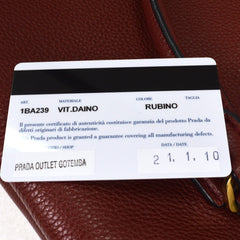 ART. MATERIALE COLORE TAGLIA
1BA239 VIT.DAINO RUBINO
Il presente certificato di autenticità costituisce garanzia del prodotto Prada da
difetti originari di fabbricazione.
Prada product is granted a guarantee covering all manufacturing defects.
/ SHOP
PRADA OUTLET GOTEMBA 21.1.10